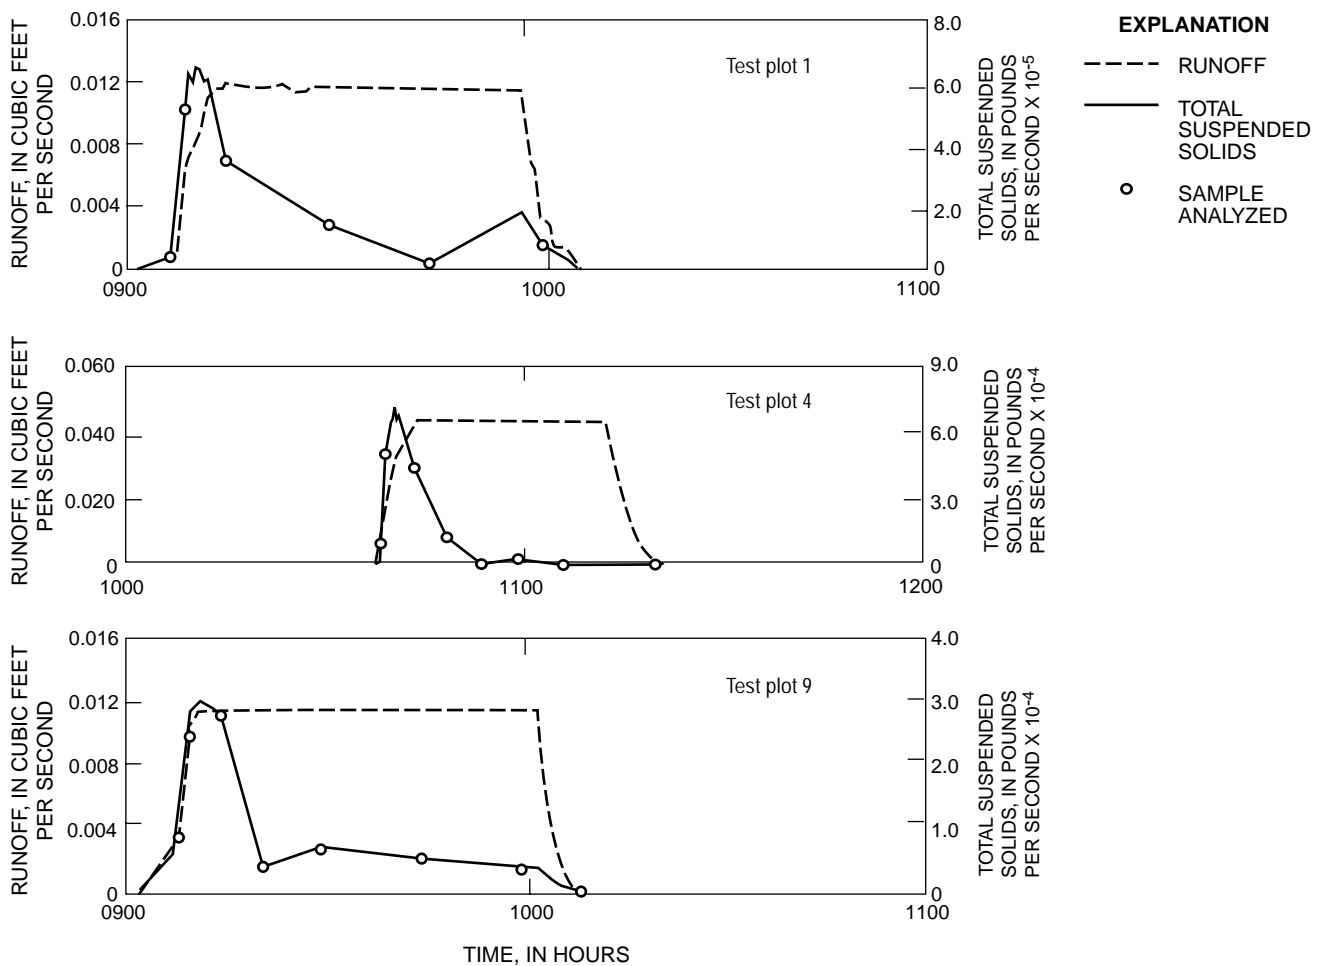 RUNOFF, IN CUBIC FEET
PER SECOND
0.016
0.012
0.008
0.004
0
0900
1000
1100
Test plot 1
8.0
6.0
4.0
2.0
0
TOTAL SUSPENDED
SOLIDS, IN POUNDS
PER SECOND X 10-5
EXPLANATION
RUNOFF
TOTAL
SUSPENDED
SOLIDS
SAMPLE
ANALYZED
RUNOFF, IN CUBIC FEET
PER SECOND
0.060
0.040
0.020
0
1000
1100
1200
Test plot 4
9.0
6.0
3.0
0
TOTAL SUSPENDED
SOLIDS, IN POUNDS
PER SECOND X 10-4
RUNOFF, IN CUBIC FEET
PER SECOND
0.016
0.012
0.008
0.004
0
0900
1000
1100
Test plot 9
4.0
3.0
2.0
1.0
0
TOTAL SUSPENDED
SOLIDS, IN POUNDS
PER SECOND X 10-4
TIME, IN HOURS